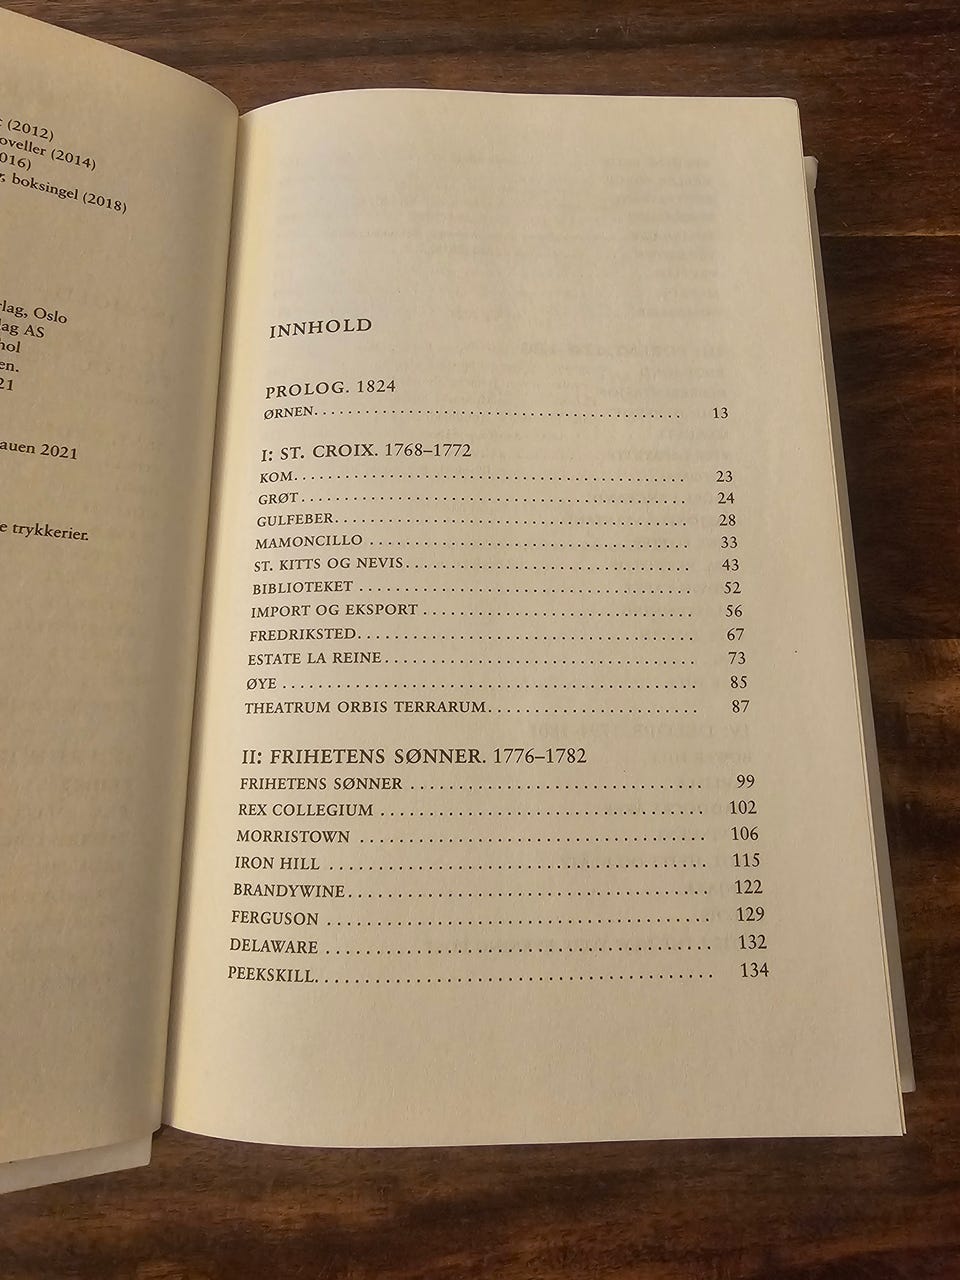 (2012)
oveller (2014)
016)
boksingel (2018)
lag, Oslo
lag AS
hol
en.
21
auen 2021
e trykkerier.
INNHOLD
PROLOG. 1824
ØRNEN. . . . . . . . . . . . . . . . . . . . . . . . . . . . . . . . . . . . . . . . . . . . . 13
I: ST. CROIX. 1768–1772
KOM. . . . . . . . . . . . . . . . . . . . . . . . . . . . . . . . . . . . . . . . . . . . . . . 23
GRØT . . . . . . . . . . . . . . . . . . . . . . . . . . . . . . . . . . . . . . . . . . . . . . 24
GULFEBER. . . . . . . . . . . . . . . . . . . . . . . . . . . . . . . . . . . . . . . . . . 28
MAMONCILLO . . . . . . . . . . . . . . . . . . . . . . . . . . . . . . . . . . . . . . 33
ST. KITTS OG NEVIS. . . . . . . . . . . . . . . . . . . . . . . . . . . . . . . . . . 43
BIBLIOTEKET . . . . . . . . . . . . . . . . . . . . . . . . . . . . . . . . . . . . . . . 52
IMPORT OG EKSPORT . . . . . . . . . . . . . . . . . . . . . . . . . . . . . . . . 56
FREDRIKSTED. . . . . . . . . . . . . . . . . . . . . . . . . . . . . . . . . . . . . . . 67
ESTATE LA REINE. . . . . . . . . . . . . . . . . . . . . . . . . . . . . . . . . . . . 73
ØYE . . . . . . . . . . . . . . . . . . . . . . . . . . . . . . . . . . . . . . . . . . . . . . . 85
THEATRUM ORBIS TERRARUM. . . . . . . . . . . . . . . . . . . . . . . . . 87
II: FRIHETENS SØNNER. 1776–1782
FRIHETENS SØNNER . . . . . . . . . . . . . . . . . . . . . . . . . . . . . . . . . 99
REX COLLEGIUM . . . . . . . . . . . . . . . . . . . . . . . . . . . . . . . . . . . . 102
MORRISTOWN . . . . . . . . . . . . . . . . . . . . . . . . . . . . . . . . . . . . . . 106
IRON HILL . . . . . . . . . . . . . . . . . . . . . . . . . . . . . . . . . . . . . . . . . 115
BRANDYWINE. . . . . . . . . . . . . . . . . . . . . . . . . . . . . . . . . . . . . . . 122
FERGUSON . . . . . . . . . . . . . . . . . . . . . . . . . . . . . . . . . . . . . . . . . 129
DELAWARE . . . . . . . . . . . . . . . . . . . . . . . . . . . . . . . . . . . . . . . . . 132
PEEKSKILL. . . . . . . . . . . . . . . . . . . . . . . . . . . . . . . . . . . . . . . . . . 134